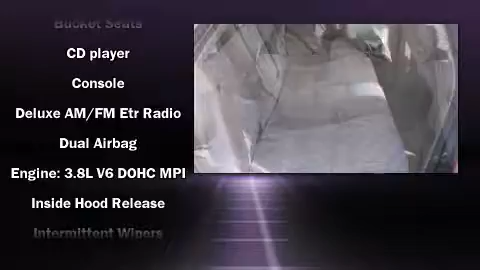 Bucket Seats
CD player
Console
Deluxe AM/FM Etr Radio
Dual Airbag
Engine: 3.8L V6 DOHC MPI
Inside Hood Release
Intermittent Wipers